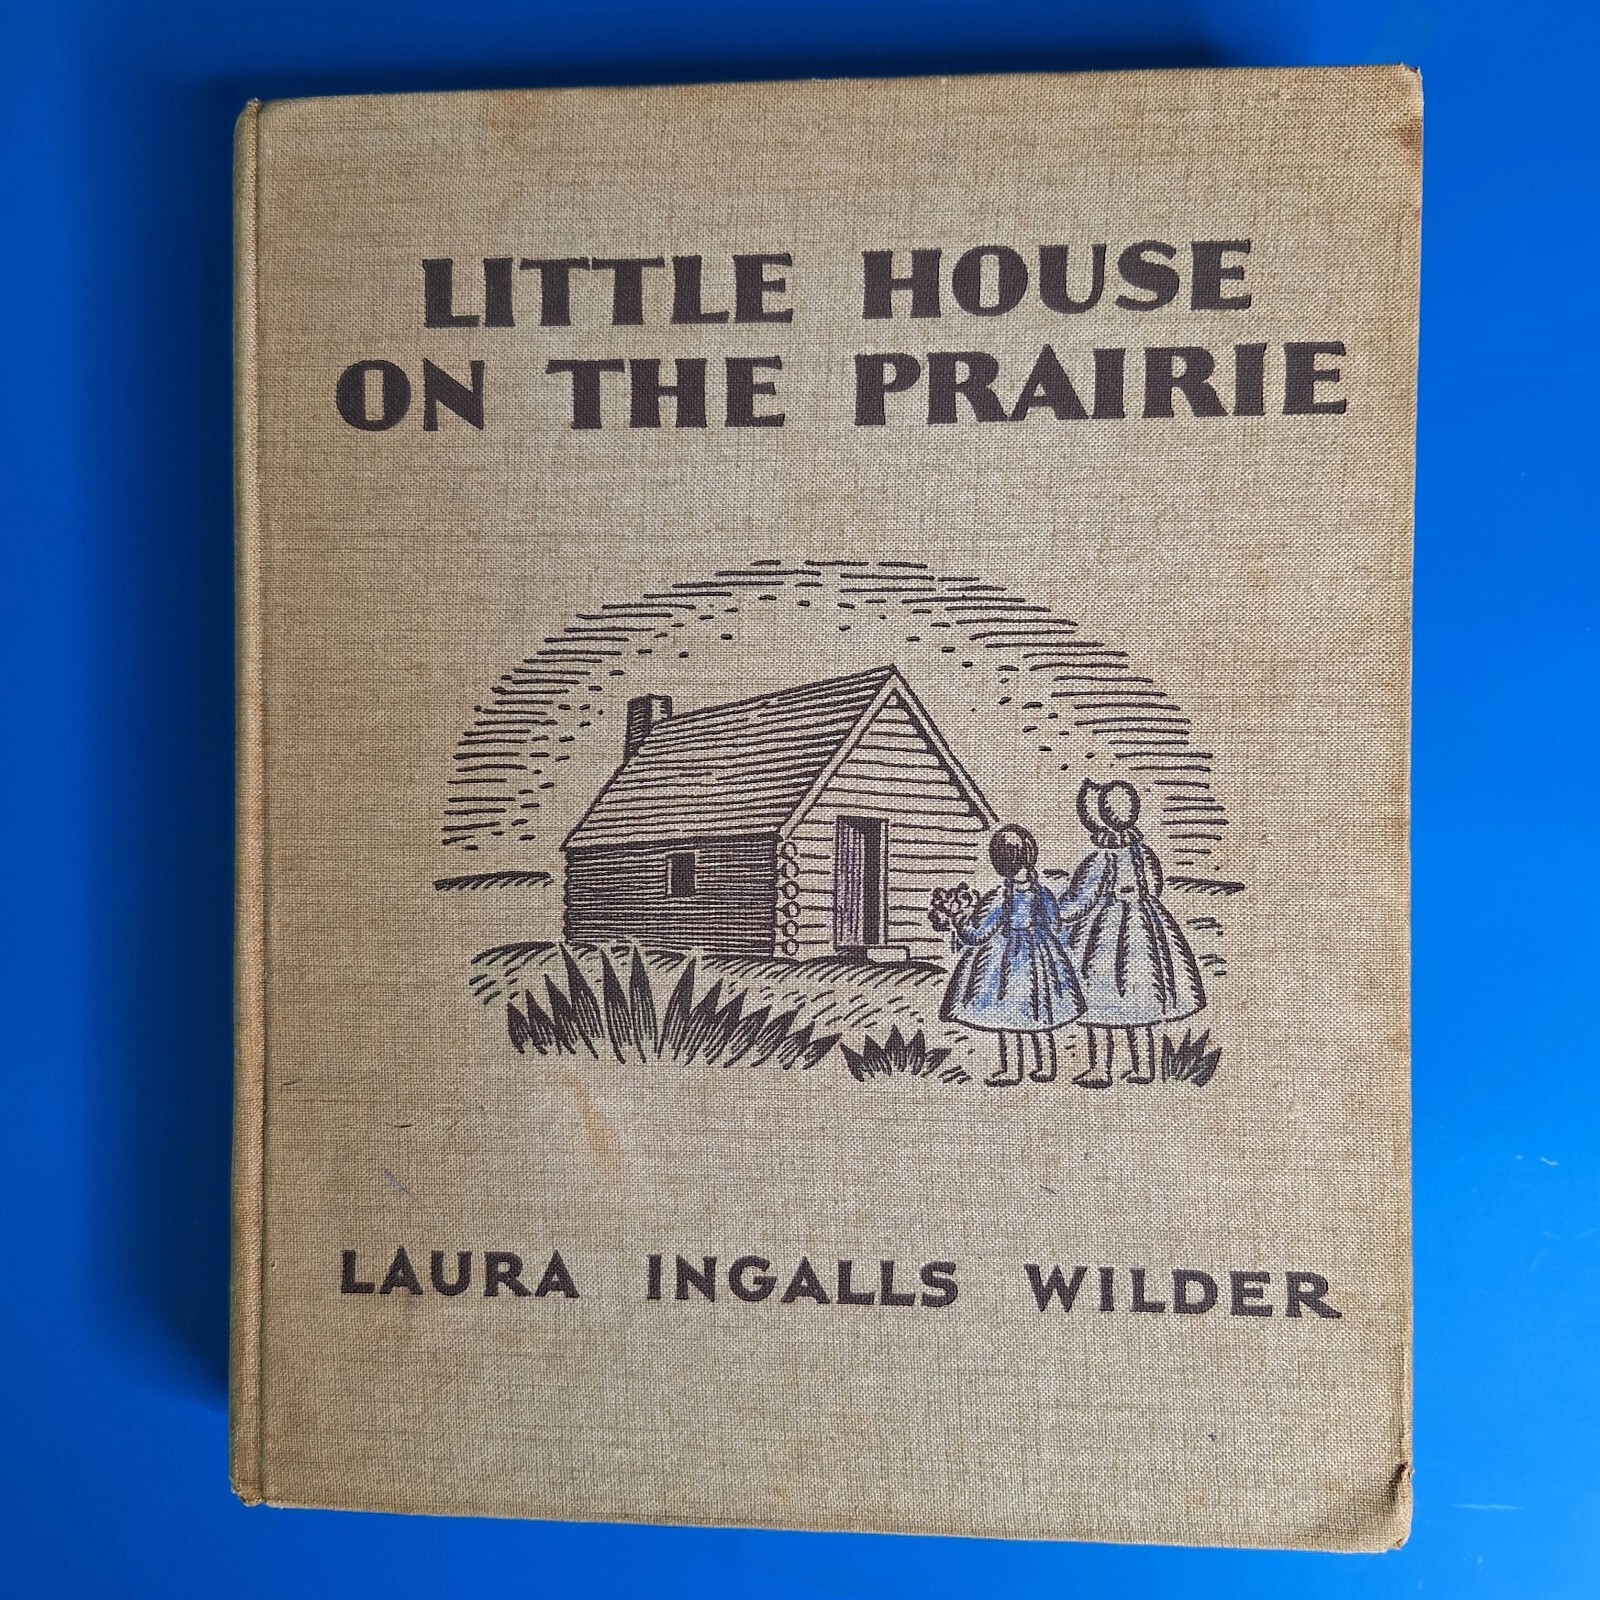 LITTLE HOUSE
ON THE PRAIRIE
LAURA INGALLS WILDER